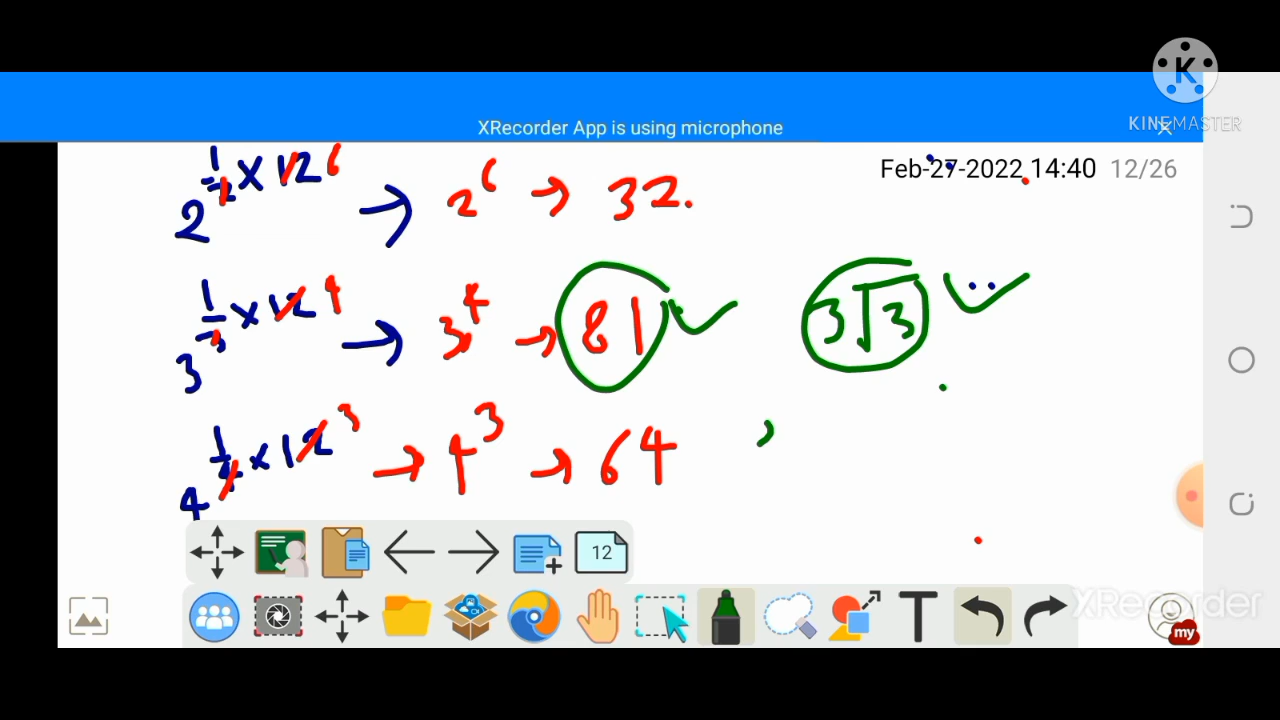 KINEMASTER
XRecorder App is using microphone
Feb-27-2022 14:40 12/26
2^{1/2 × 12 6} → 2^6 → 32.
3^{1/3 × 12 4} → 3^4 → 81 3√3
4^{1/4 × 12 3} → 4^3 → 64
12
T
XRecorder
my